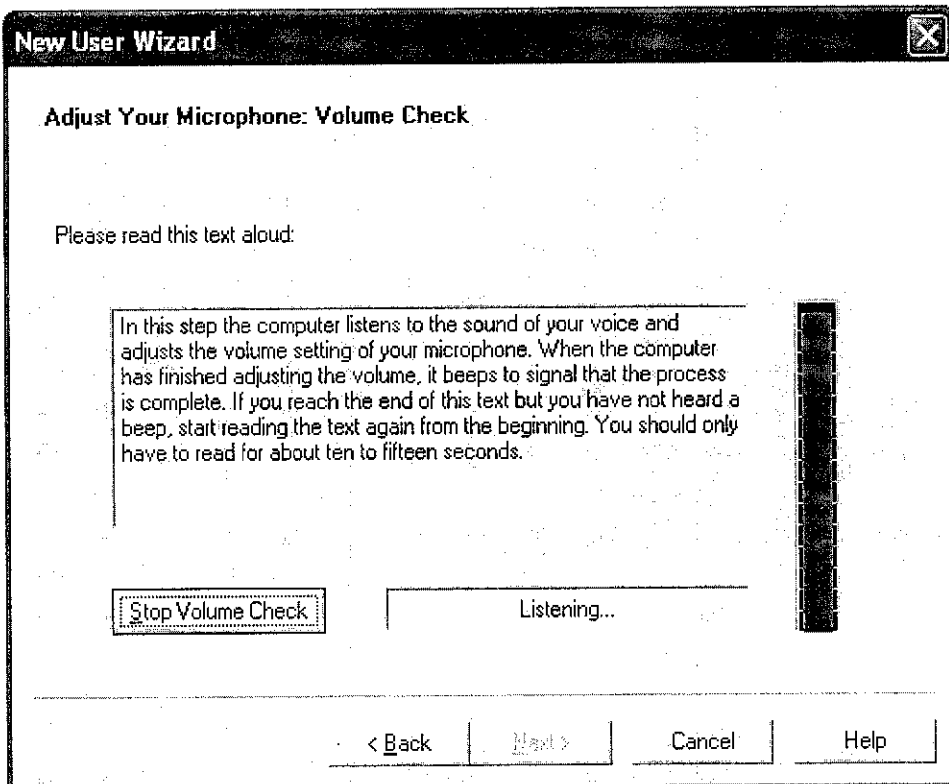 New User Wizard
Adjust Your Microphone: Volume Check
Please read this text aloud:
In this step the computer listens to the sound of your voice and
adjusts the volume setting of your microphone. When the computer
has finished adjusting the volume, it beeps to signal that the process
is complete. If you reach the end of this text but you have not heard a
beep, start reading the text again from the beginning. You should only
have to read for about ten to fifteen seconds.
Stop Volume Check
Listening...
< Back
Next >
Cancel
Help